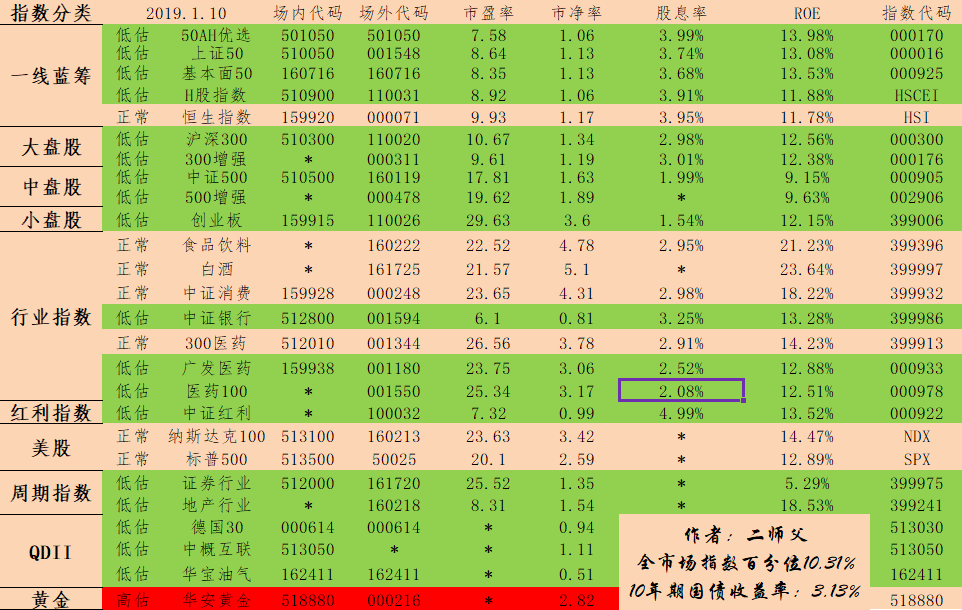 指数分类 2019.1.10 场内代码 场外代码 市盈率 市净率 股息率 ROE 指数代码
一线蓝筹
低估 50AH优选 501050 501050 7.58 1.06 3.99% 13.98% 000170
低估 上证50 510050 001548 8.64 1.13 3.74% 13.08% 000016
低估 基本面50 160716 160716 8.35 1.13 3.68% 13.53% 000925
低估 H股指数 510900 110031 8.92 1.06 3.91% 11.88% HSCEI
正常 恒生指数 159920 000071 9.93 1.17 3.95% 11.78% HSI
大盘股
低估 沪深300 510300 110020 10.67 1.34 2.98% 12.56% 000300
低估 300增强 * 000311 9.61 1.19 3.01% 12.38% 000176
中盘股
低估 中证500 510500 160119 17.81 1.63 1.99% 9.15% 000905
低估 500增强 * 000478 19.62 1.89 * 9.63% 002906
小盘股 低估 创业板 159915 110026 29.63 3.6 1.54% 12.15% 399006
行业指数
正常 食品饮料 * 160222 22.52 4.78 2.95% 21.23% 399396
正常 白酒 * 161725 21.57 5.1 * 23.64% 399997
正常 中证消费 159928 000248 23.65 4.31 2.98% 18.22% 399932
低估 中证银行 512800 001594 6.1 0.81 3.25% 13.28% 399986
正常 300医药 512010 001344 26.56 3.78 2.91% 14.23% 399913
低估 广发医药 159938 001180 23.75 3.06 2.52% 12.88% 000933
低估 医药100 * 001550 25.34 3.17 2.08% 12.51% 000978
红利指数 低估 中证红利 * 100032 7.32 0.99 4.99% 13.52% 000922
美股
正常 纳斯达克100 513100 160213 23.63 3.42 * 14.47% NDX
正常 标普500 513500 50025 20.1 2.59 * 12.89% SPX
周期指数
低估 证券行业 512000 161720 25.52 1.35 * 5.29% 399975
低估 地产行业 * 160218 8.31 1.54 * 18.53% 399241
QDII
低估 德国30 000614 000614 * 0.94 513030
低估 中概互联 513050 * * 1.11 513050
低估 华宝油气 162411 162411 * 0.51 162411
黄金 高估 华安黄金 518880 000216 * 2.82 518880
作者：二师父
全市场指数百分位10.31%
10年期国债收益率：3.13%